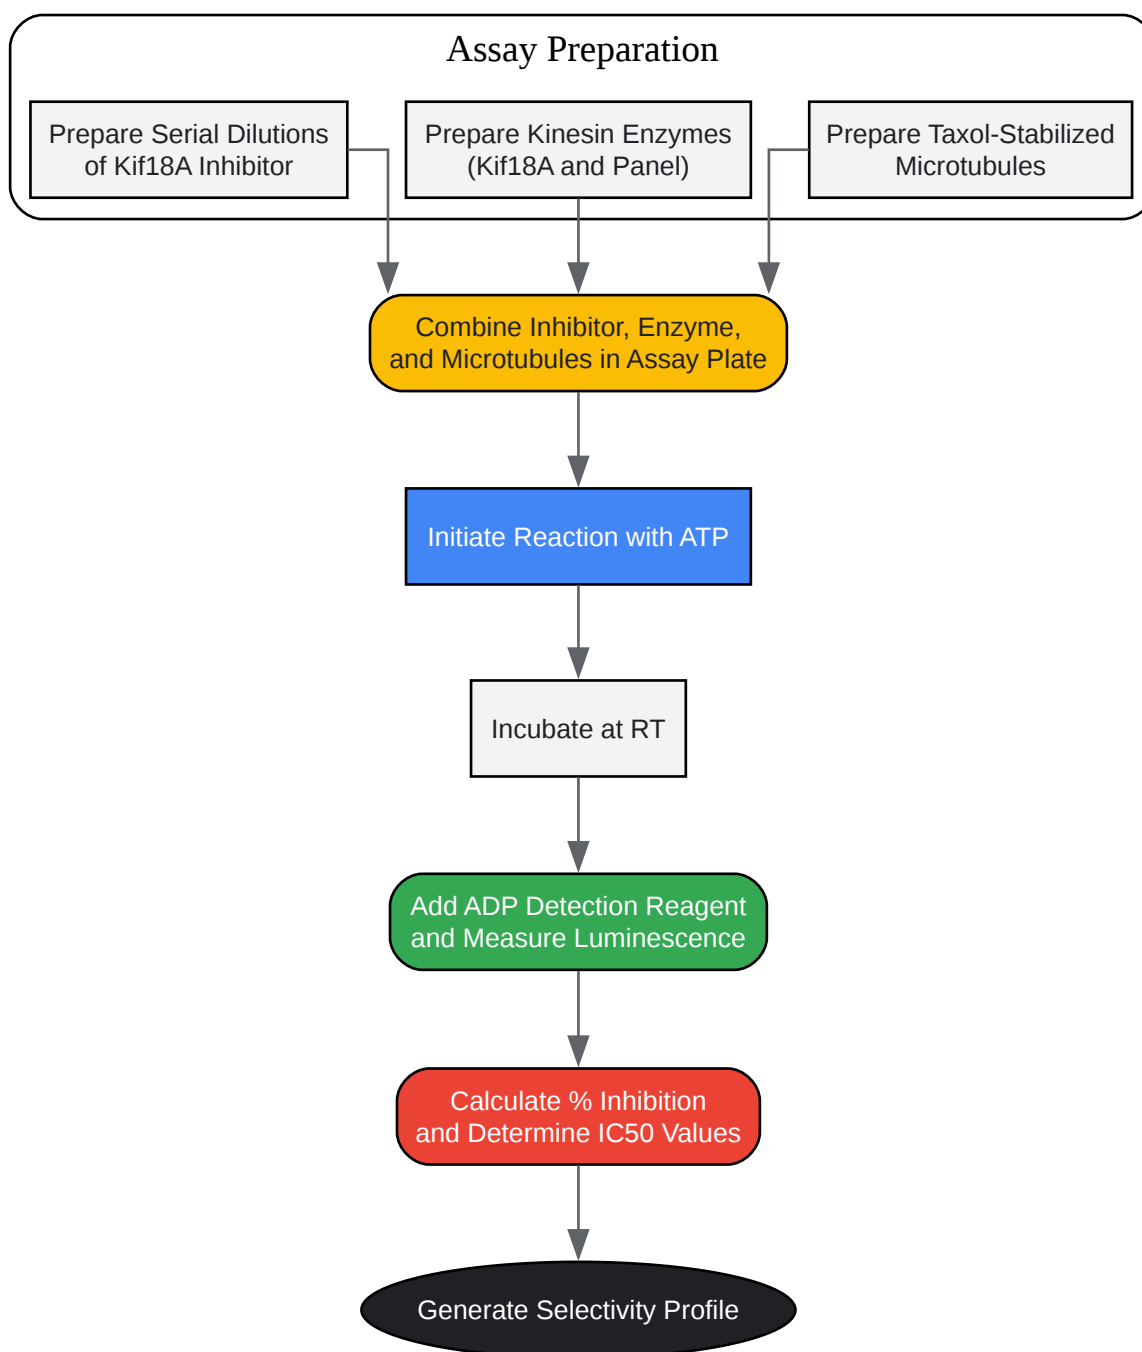 Assay Preparation
Prepare Serial Dilutions
of Kif18A Inhibitor
Prepare Kinesin Enzymes
(Kif18A and Panel)
Prepare Taxol-Stabilized
Microtubules
Combine Inhibitor, Enzyme,
and Microtubules in Assay Plate
Initiate Reaction with ATP
Incubate at RT
Add ADP Detection Reagent
and Measure Luminescence
Calculate % Inhibition
and Determine IC50 Values
Generate Selectivity Profile